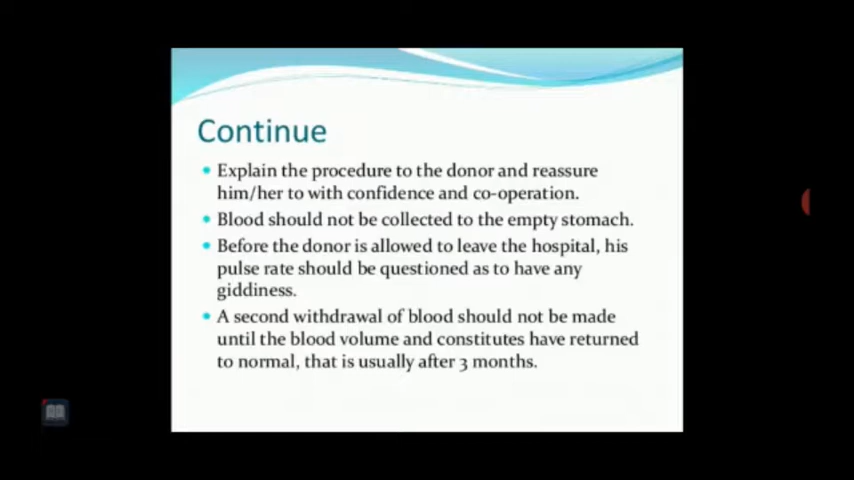 Continue
• Explain the procedure to the donor and reassure
him/her to with confidence and co-operation.
• Blood should not be collected to the empty stomach.
• Before the donor is allowed to leave the hospital, his
pulse rate should be questioned as to have any
giddiness.
• A second withdrawal of blood should not be made
until the blood volume and constitutes have returned
to normal, that is usually after 3 months.